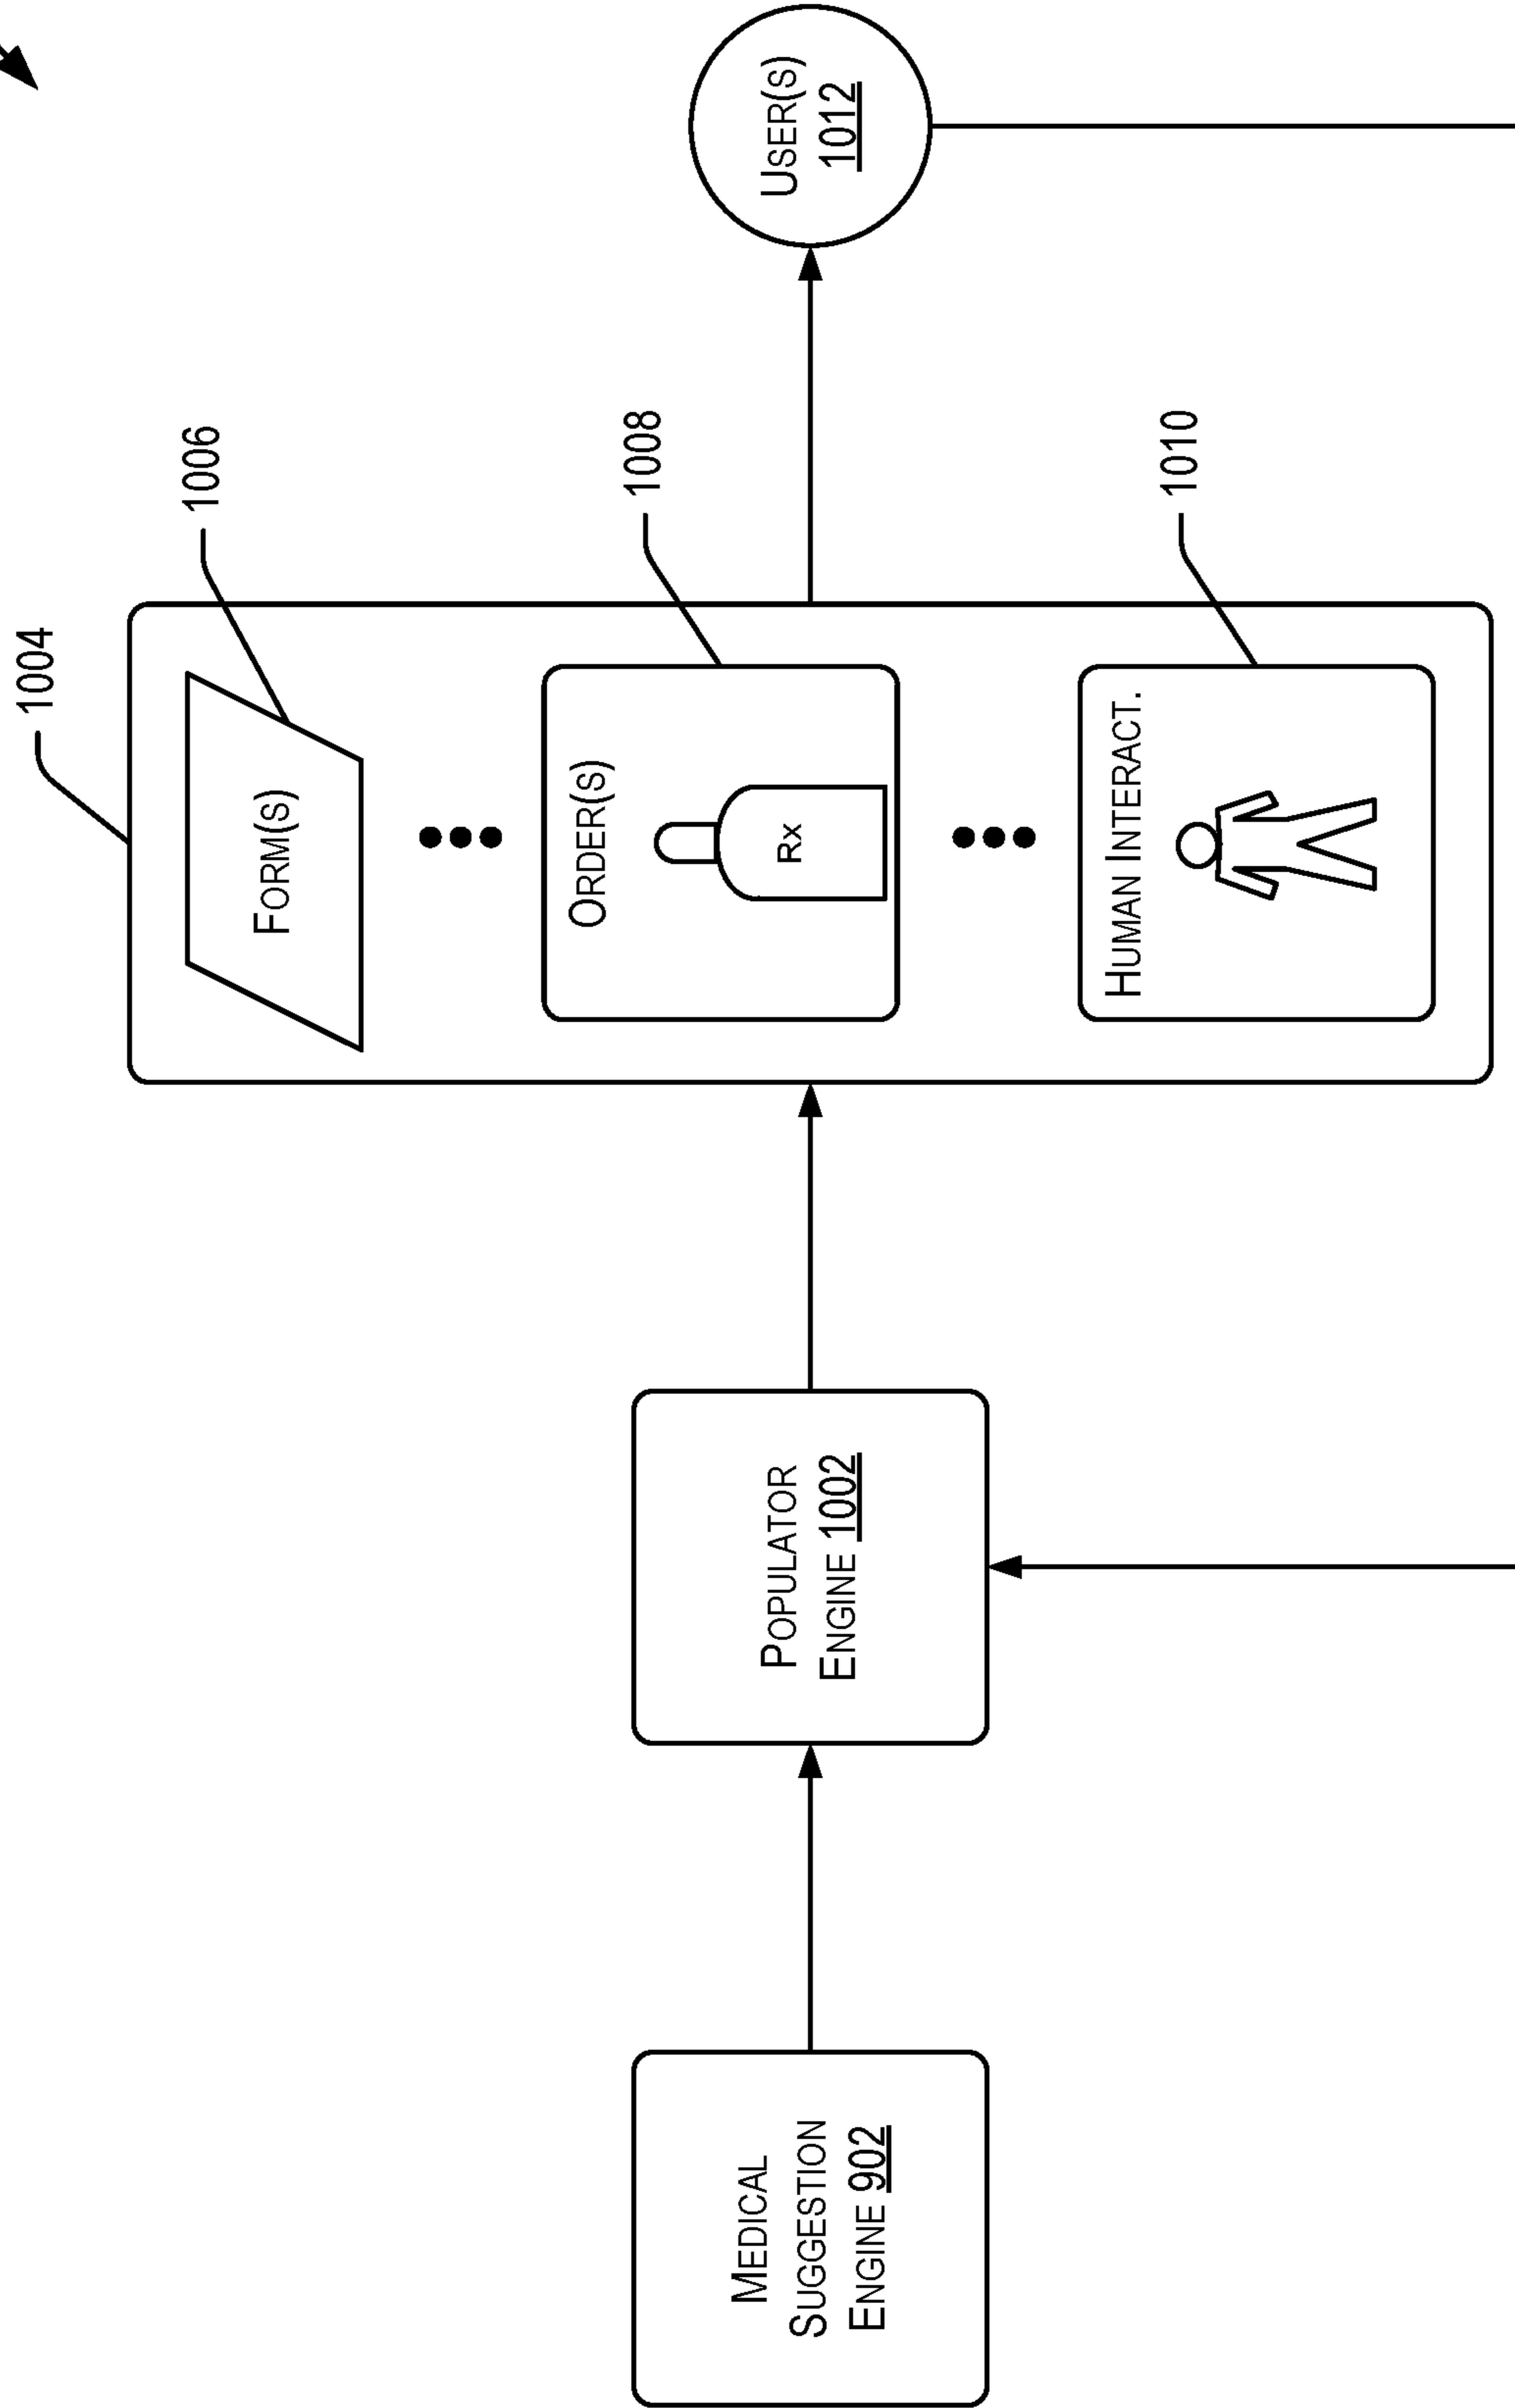 1004
1006
FORM(S)
ORDER(S)
Rx
1008
HUMAN INTERACT.
1010
MEDICAL
SUGGESTION
ENGINE 902
POPULATOR
ENGINE 1002
USER(S)
1012